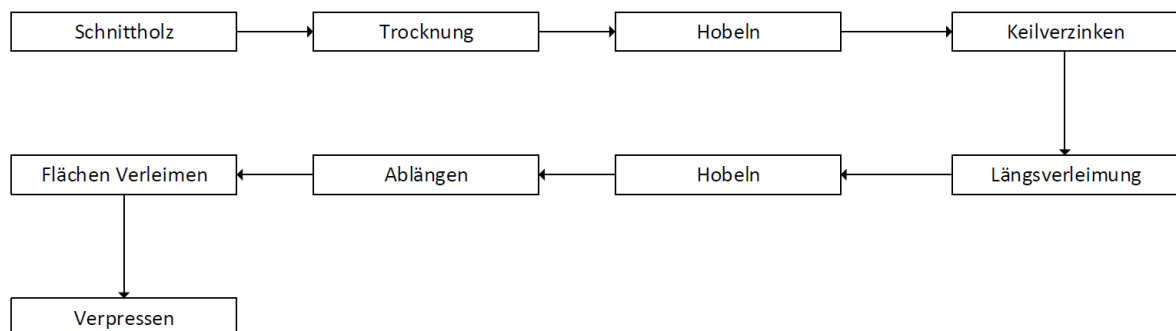 Schnittholz
Trocknung
Hobeln
Keilverzinken
Längsverleimung
Hobeln
Ablängen
Flächen Verleimen
Verpressen